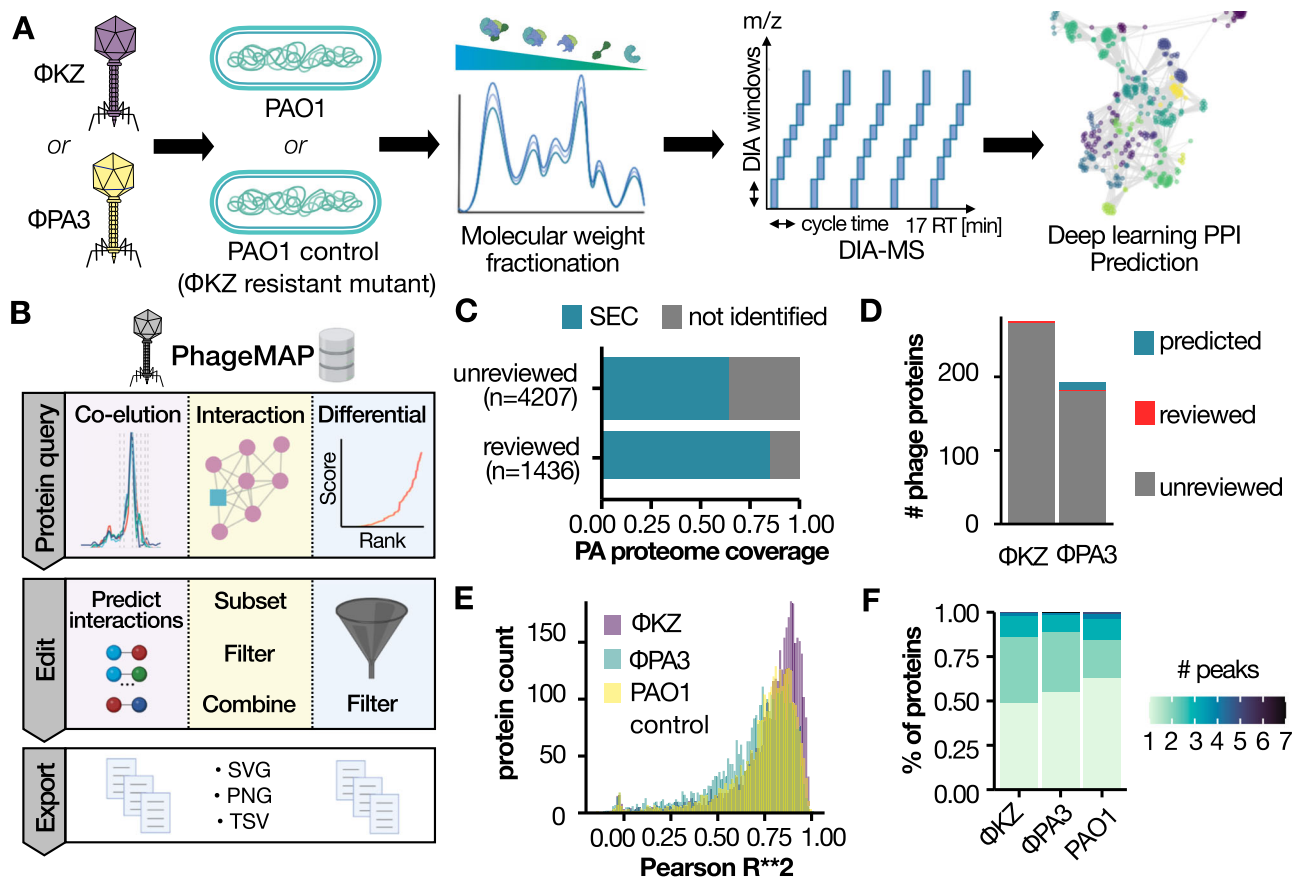 A
ΦKZ
or
ΦPA3
PAO1
or
PAO1 control
(ΦKZ resistant mutant)
Molecular weight
fractionation
m/z
DIA windows
cycle time
17 RT [min]
DIA-MS
Deep learning PPI
Prediction
B
PhageMAP
Protein query
Co-elution
Interaction
Differential
Score
Rank
Edit
Predict
interactions
...
Subset
Filter
Combine
Filter
Export
• SVG
• PNG
• TSV
C
SEC
not identified
unreviewed
(n=4207)
reviewed
(n=1436)
0.00 0.25 0.50 0.75 1.00
PA proteome coverage
D
# phage proteins
200
100
0
ΦKZ ΦPA3
predicted
reviewed
unreviewed
E
protein count
150
100
50
0
ΦKZ
ΦPA3
PAO1
control
0.00 0.25 0.50 0.75 1.00
Pearson R**2
F
% of proteins
1.00
0.75
0.50
0.25
0.00
ΦKZ
ΦPA3
PAO1
# peaks
1 2 3 4 5 6 7